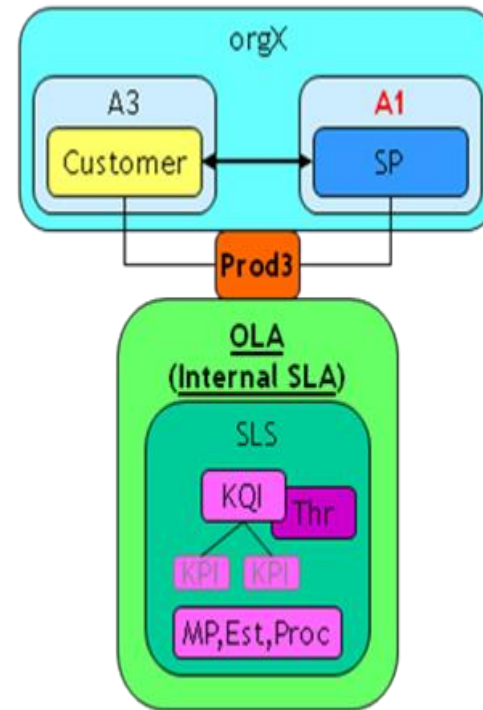 orgX
A3
A1
Customer
SP
Prod3
OLA
(Internal SLA)
SLS
KQI
Thr
KPI
KPI
MP,Est,Proc